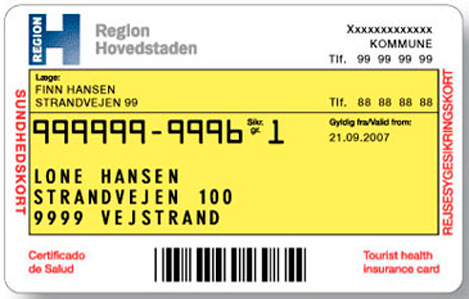 REGION
H
Region
Hovedstaden
Xxxxxxxxxxxxx
KOMMUNE
Tlf. 99 99 99 99
Læge:
FINN HANSEN
STRANDVEJEN 99
Tlf. 88 88 88 88
999999-999b
Sikr.
gr.
1
Gyldig fra/Valid from:
21.09.2007
LONE HANSEN
STRANDVEJEN 100
9999 VEJSTRAND
SUNDHEDSKORT
REJSESYGESIKRINGSKORT
Certificado
de Salud
Tourist health
insurance card